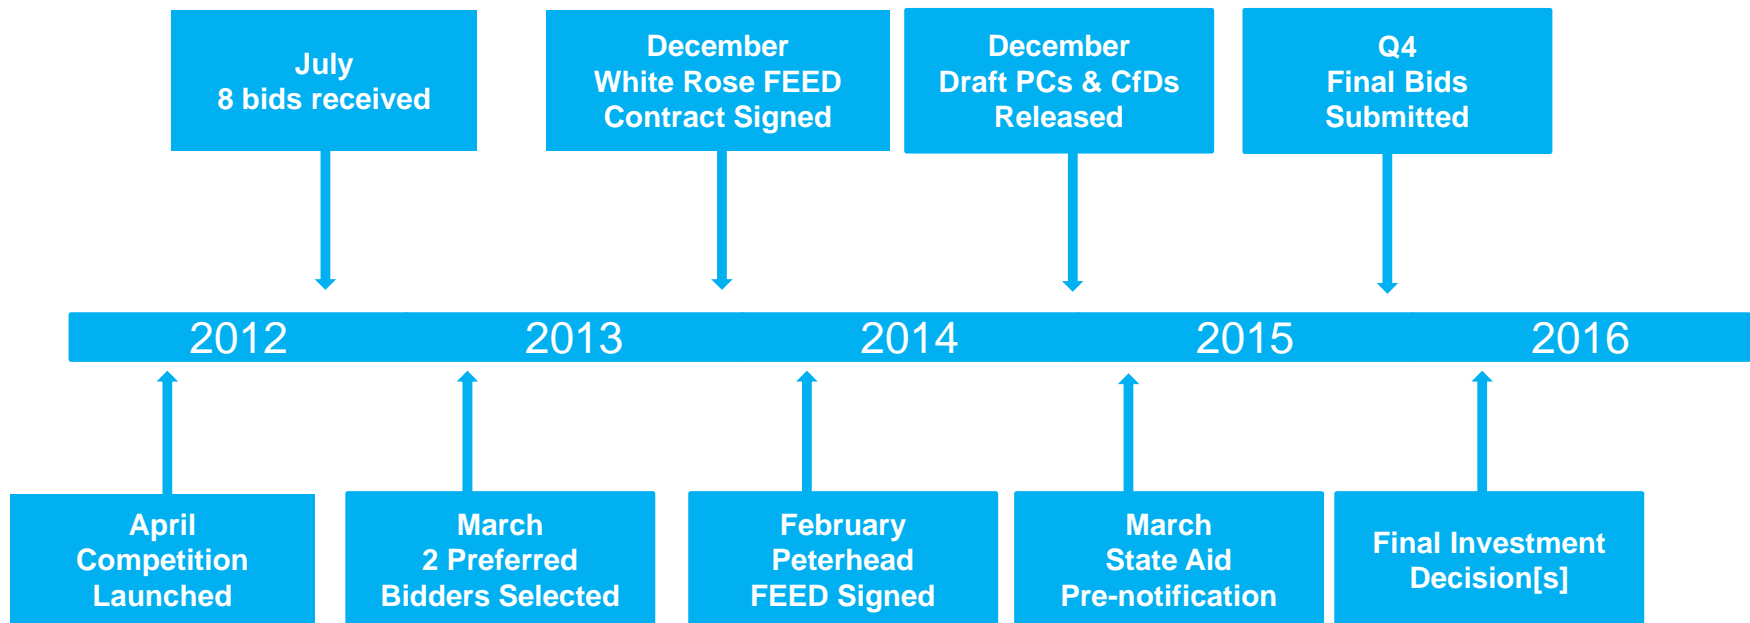 July
8 bids received
December
White Rose FEED
Contract Signed
December
Draft PCs & CfDs
Released
Q4
Final Bids
Submitted
2012
2013
2014
2015
2016
April
Competition
Launched
March
2 Preferred
Bidders Selected
February
Peterhead
FEED Signed
March
State Aid
Pre-notification
Final Investment
Decision[s]